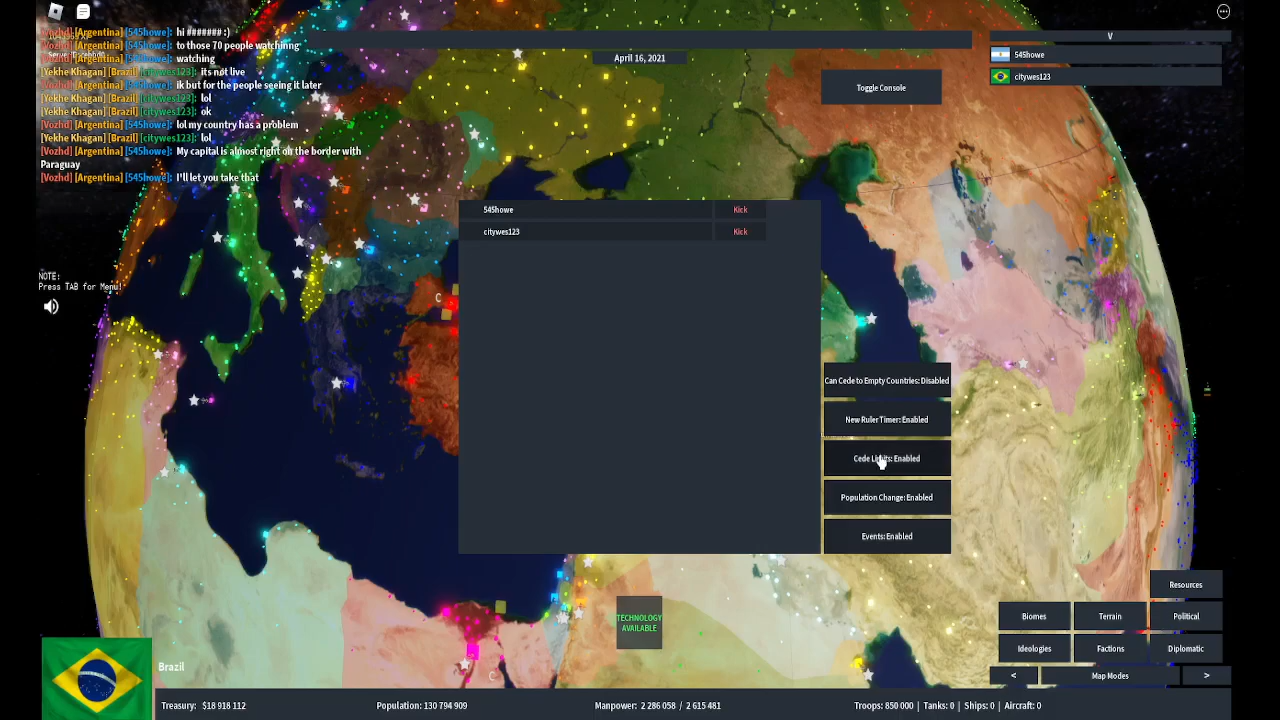 [Vozhd] [Argentina] [545howe]: hi ####### :)
[Vozhd] [Argentina] [545howe]: to those 70 people watchinng
[Vozhd] [Argentina] [545howe]: watching
[Yekhe Khagan] [Brazil] [citywes123]: its not live
[Vozhd] [Argentina] [545howe]: ik but for the people seeing it later
[Yekhe Khagan] [Brazil] [citywes123]: lol
[Yekhe Khagan] [Brazil] [citywes123]: ok
[Vozhd] [Argentina] [545howe]: lol my country has a problem
[Yekhe Khagan] [Brazil] [citywes123]: lol
[Vozhd] [Argentina] [545howe]: My capital is almost right on the border with
Paraguay
[Vozhd] [Argentina] [545howe]: I'll let you take that
April 16, 2021
Toggle Console
V
545howe
citywes123
545howe Kick
citywes123 Kick
NOTE:
Press TAB for Menu!
C
Can Cede to Empty Countries: Disabled
New Ruler Timer: Enabled
Cede Limits: Enabled
Population Change: Enabled
Events: Enabled
TECHNOLOGY
AVAILABLE
C
Resources
Biomes Terrain Political
Ideologies Factions Diplomatic
< Map Modes >
Brazil
Treasury: $18 918 112 Population: 130 794 909 Manpower: 2 286 058 / 2 615 481 Troops: 850 000 | Tanks: 0 | Ships: 0 | Aircraft: 0